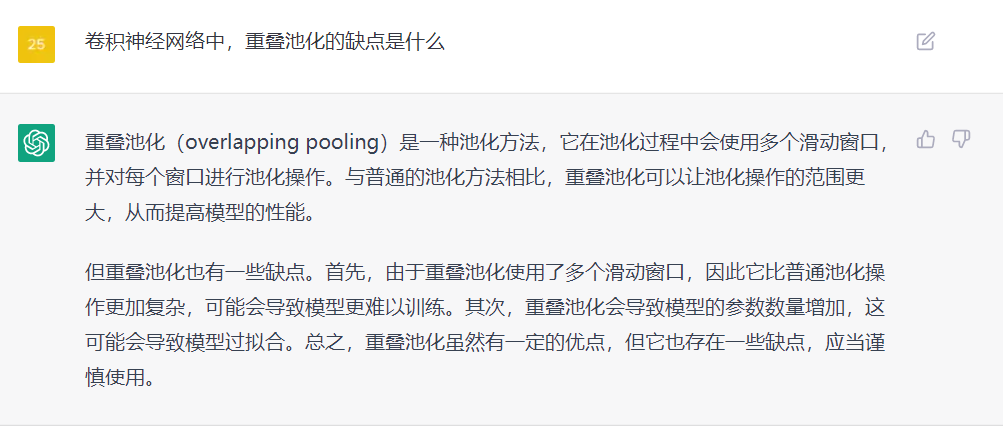 25
卷积神经网络中，重叠池化的缺点是什么
重叠池化（overlapping pooling）是一种池化方法，它在池化过程中会使用多个滑动窗口，
并对每个窗口进行池化操作。与普通的池化方法相比，重叠池化可以让池化操作的范围更
大，从而提高模型的性能。
但重叠池化也有一些缺点。首先，由于重叠池化使用了多个滑动窗口，因此它比普通池化操
作更加复杂，可能会导致模型更难以训练。其次，重叠池化会导致模型的参数数量增加，这
可能会导致模型过拟合。总之，重叠池化虽然有一定的优点，但它也存在一些缺点，应当谨
慎使用。